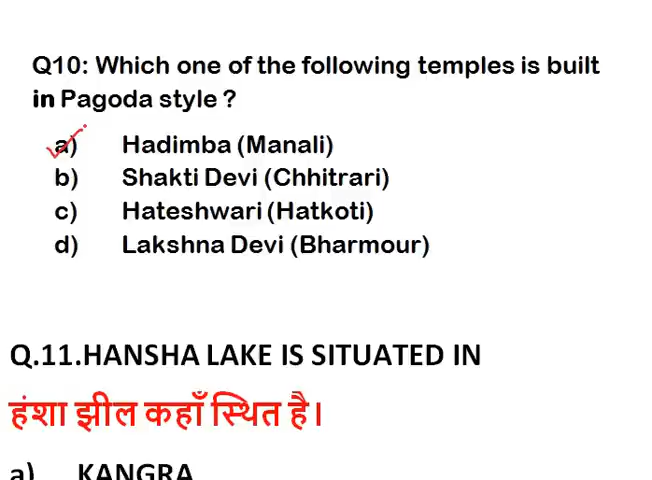 Q10: Which one of the following temples is built
in Pagoda style ?
a) Hadimba (Manali)
b) Shakti Devi (Chhitrari)
c) Hateshwari (Hatkoti)
d) Lakshna Devi (Bharmour)
Q.11.HANSHA LAKE IS SITUATED IN
हंशा झील कहाँ स्थित है।
a) KANGRA